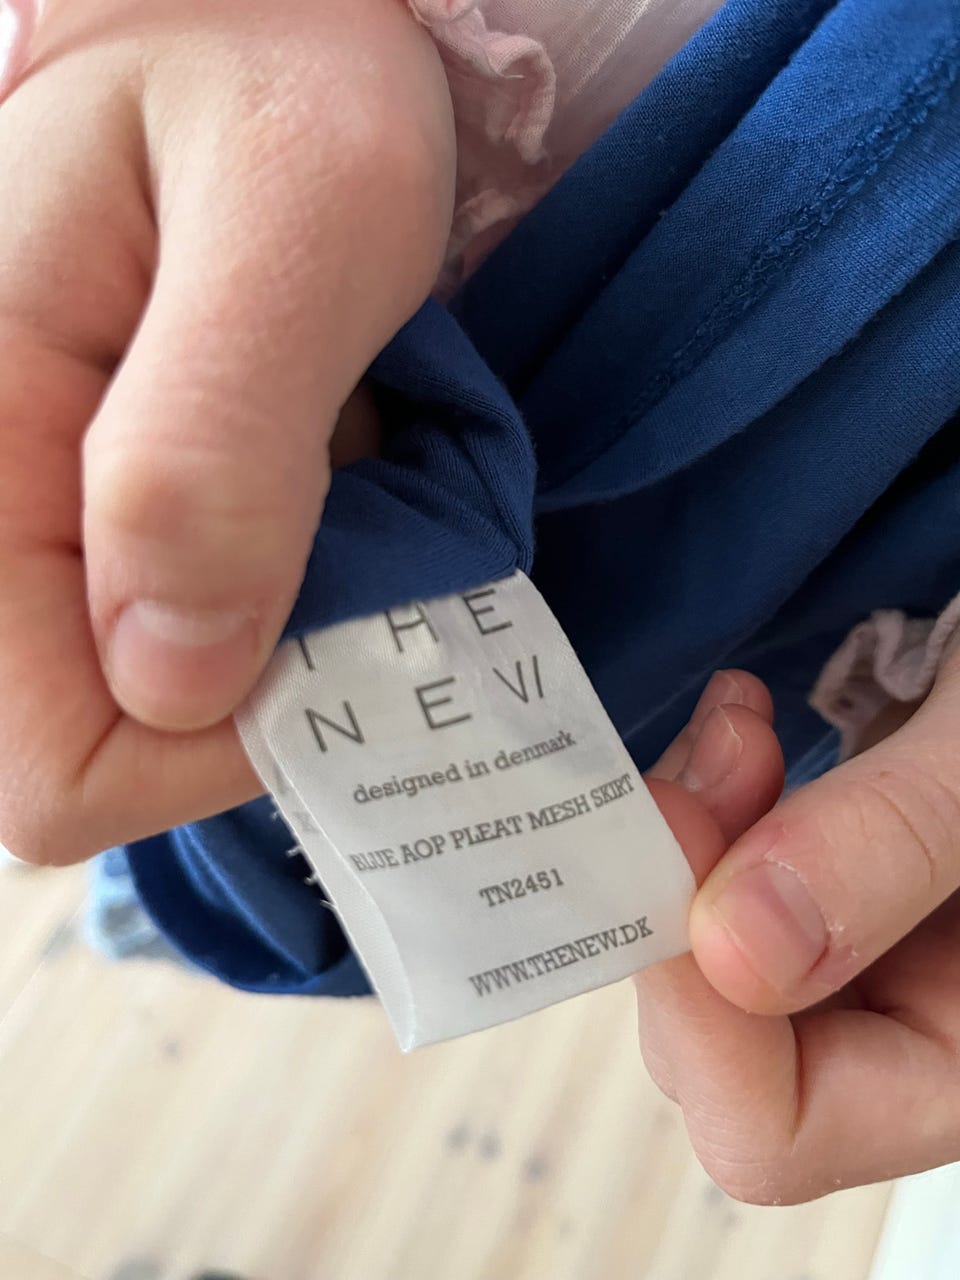 THE
NEW
designed in denmark
BLUE AOP PLEAT MESH SKIRT
TN2451
WWW.THENEW.DK